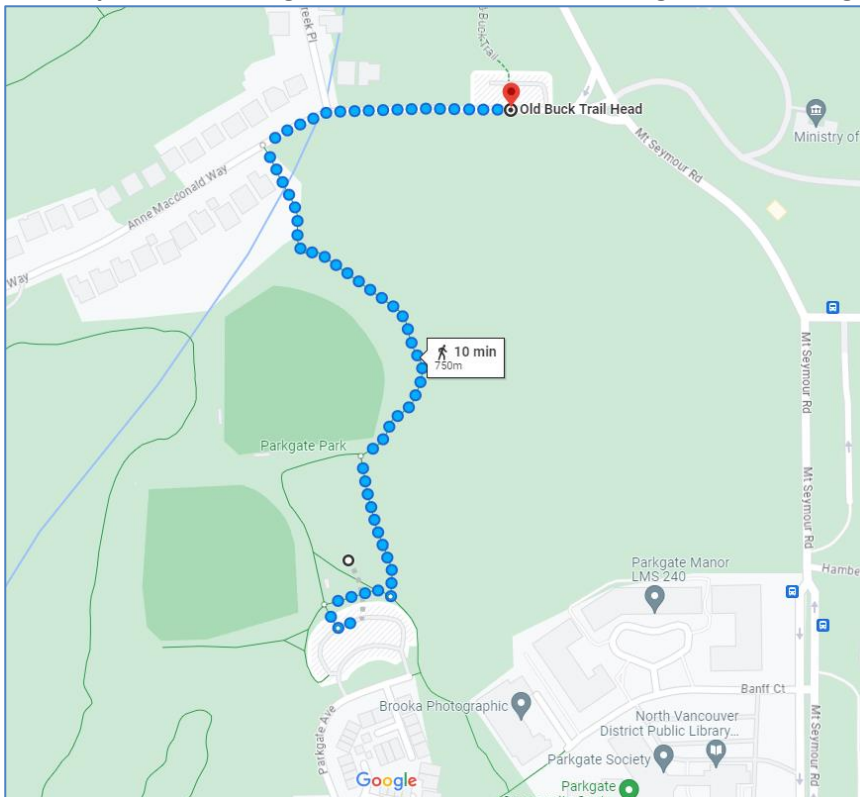 BuckTrail
Old Buck Trail Head
Ministry of
Mt Seymour Rd
Anne Macdonald Way
Way
10 min
750m
Mt Seymour Rd
Parkgate Park
Mt Seymour Rd
Parkgate Manor
LMS 240
Hambe
Banff Ct
Brooka Photographic
North Vancouver
District Public Library...
Parkgate Ave
Parkgate Society
Mt Seymour Rd
Google
Parkgate